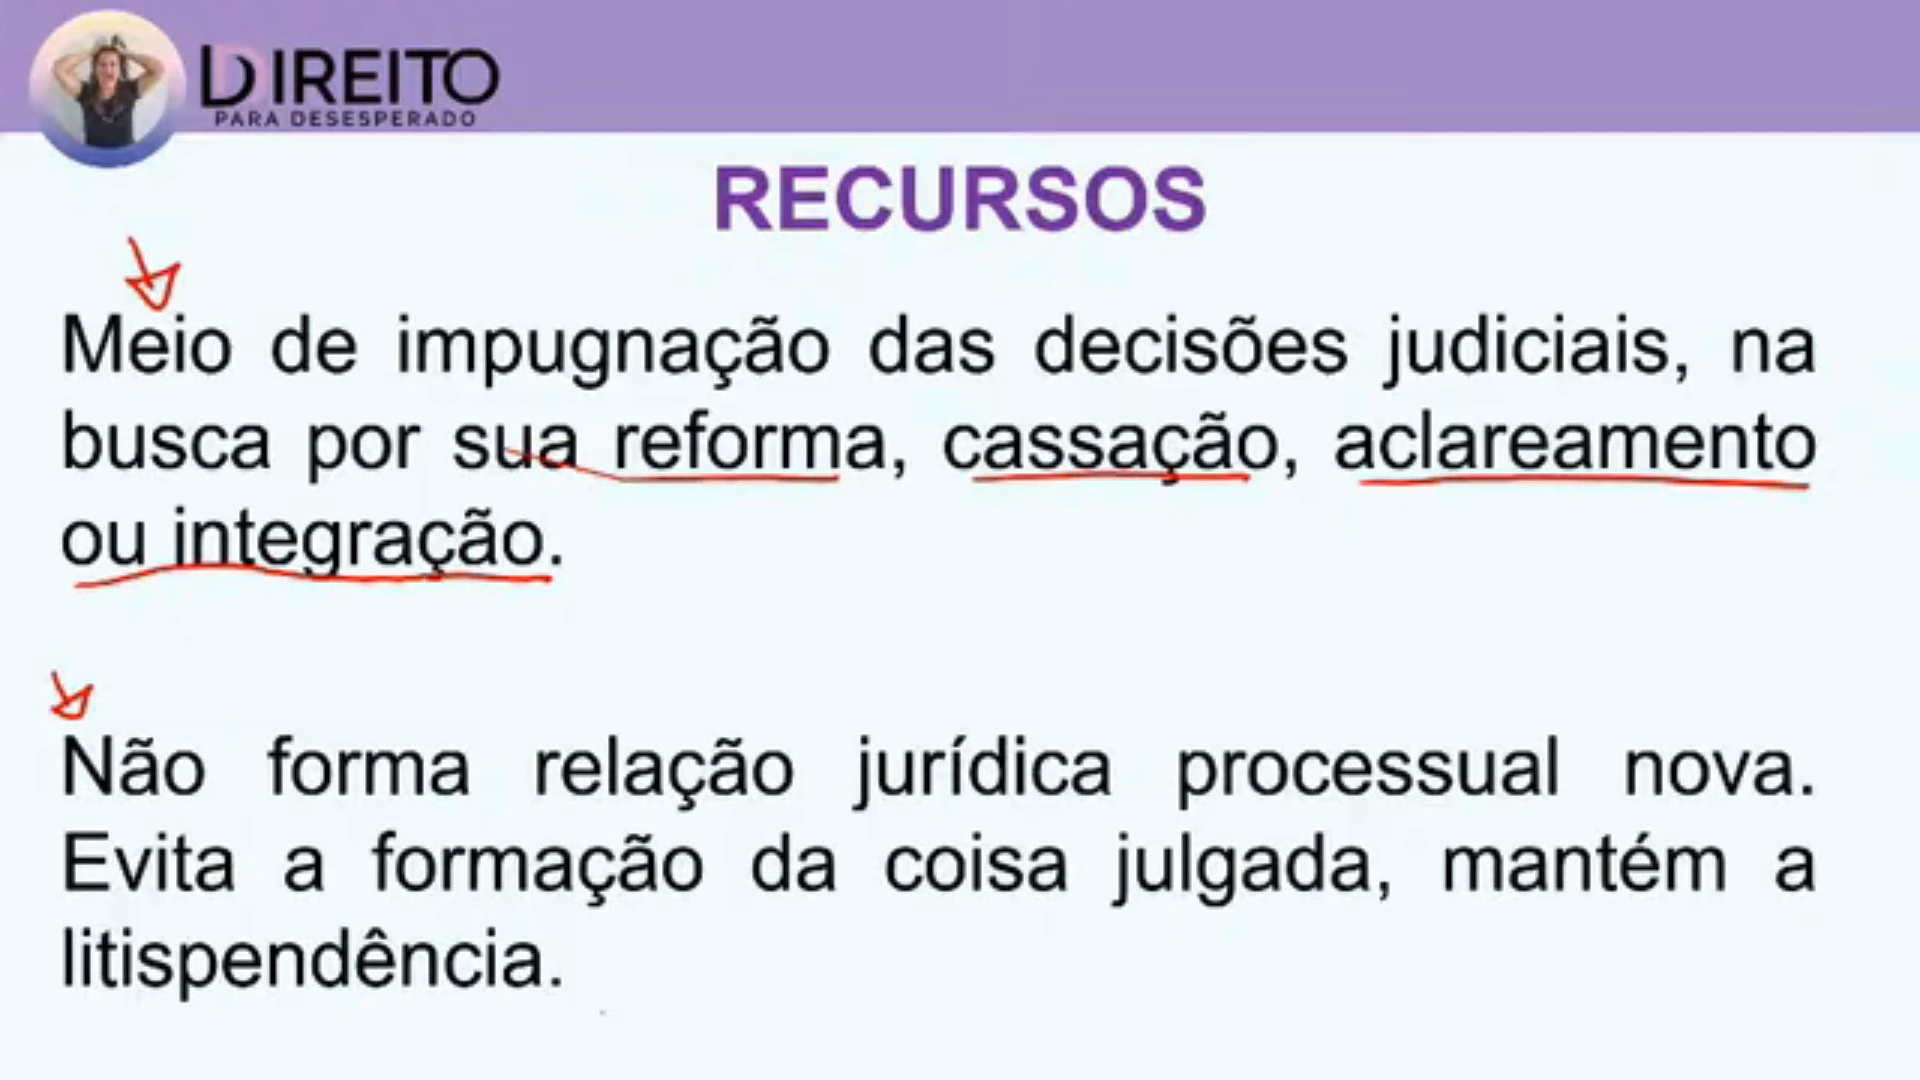 DIREITO
PARA DESESPERADO
RECURSOS
Meio de impugnação das decisões judiciais, na
busca por sua reforma, cassação, aclareamento
ou integração.
Não forma relação jurídica processual nova.
Evita a formação da coisa julgada, mantém a
litispendência.